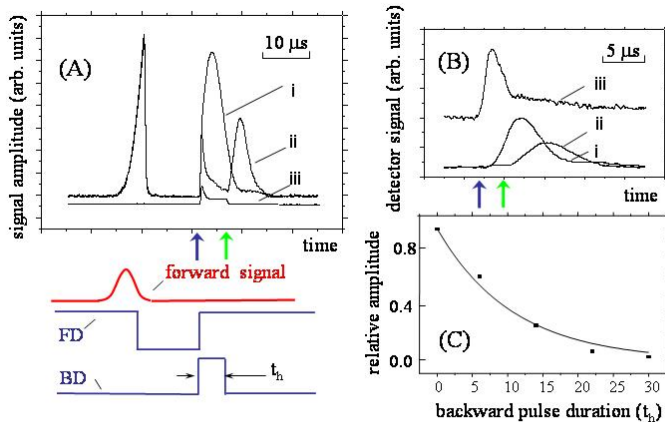 (A)
10 μs
i
ii
iii
signal amplitude (arb. units)
time
forward signal
FD
BD
t_h
(B)
5 μs
iii
ii
i
detector signal (arb. units)
time
(C)
relative amplitude
0.8
0.4
0.0
0 5 10 15 20 25 30
backward pulse duration (t_h)